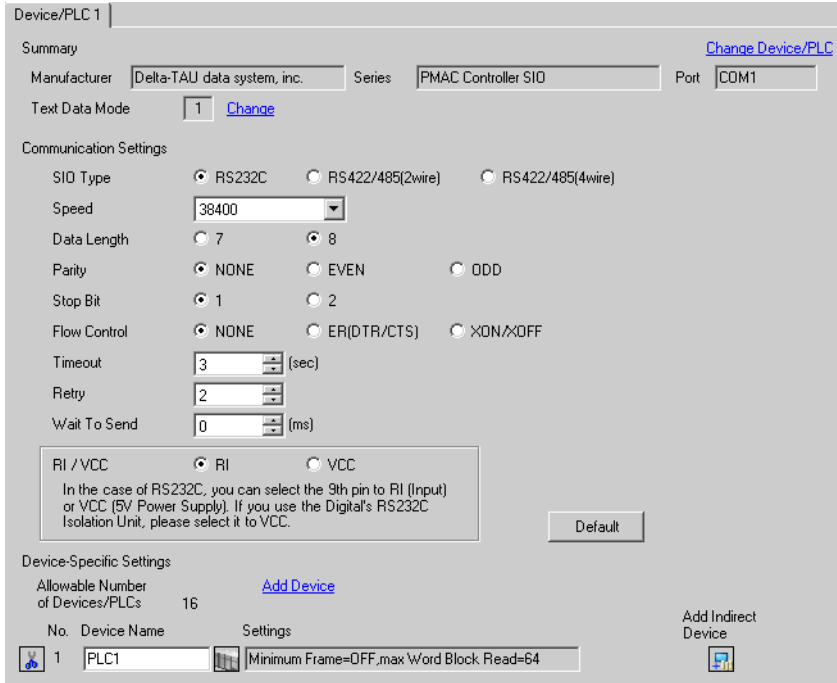 Device/PLC 1
Summary Change Device/PLC
Manufacturer Delta-TAU data system, inc. Series PMAC Controller SIO Port COM1
Text Data Mode 1 Change
Communication Settings
SIO Type RS232C RS422/485(2wire) RS422/485(4wire)
Speed 38400
Data Length 7 8
Parity NONE EVEN ODD
Stop Bit 1 2
Flow Control NONE ER(DTR/CTS) XON/XOFF
Timeout 3 (sec)
Retry 2
Wait To Send 0 (ms)
RI / VCC RI VCC
In the case of RS232C, you can select the 9th pin to RI (Input)
or VCC (5V Power Supply). If you use the Digital's RS232C
Isolation Unit, please select it to VCC.
Default
Device-Specific Settings
Allowable Number Add Device
of Devices/PLCs 16
Add Indirect
No. Device Name Settings Device
1 PLC1 Minimum Frame=OFF,max Word Block Read=64